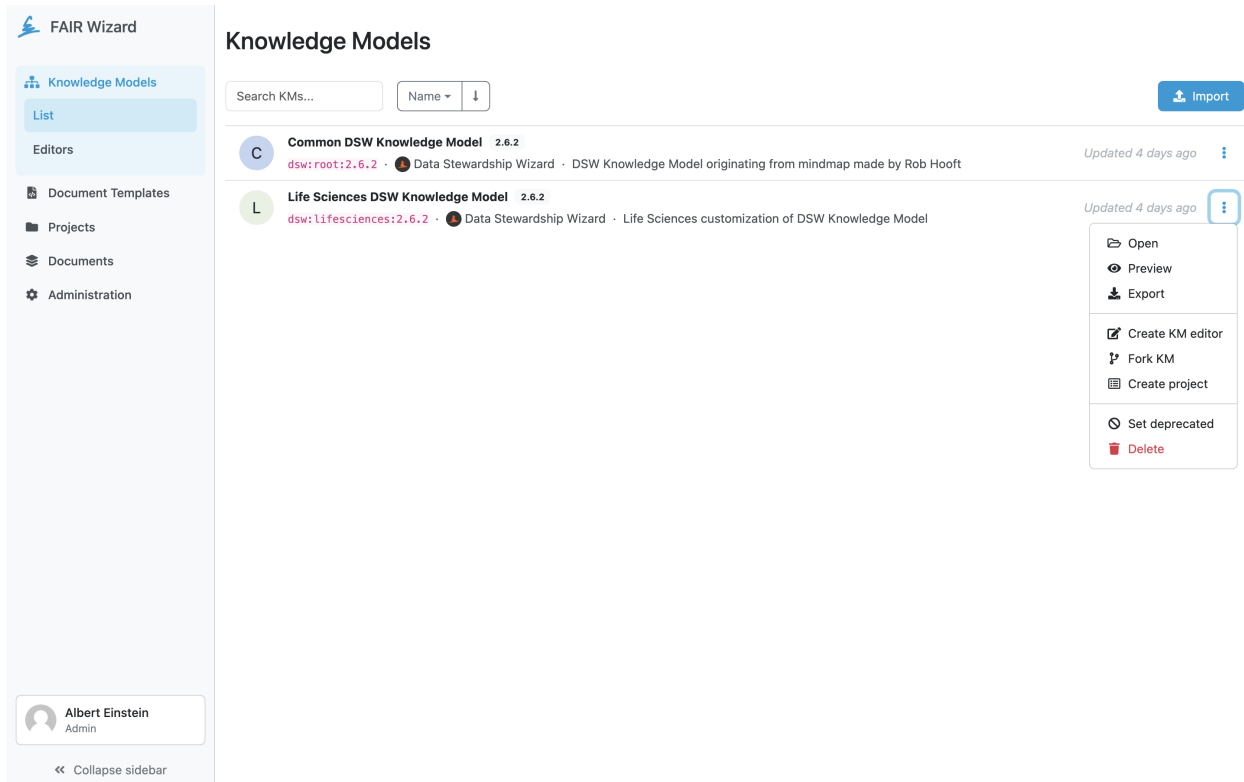 FAIR Wizard
Knowledge Models
List
Editors
Document Templates
Projects
Documents
Administration
Albert Einstein
Admin
Collapse sidebar
Knowledge Models
Search KMs...
Name
Import
C
Common DSW Knowledge Model 2.6.2
dsw:root:2.6.2 · Data Stewardship Wizard · DSW Knowledge Model originating from mindmap made by Rob Hooft
Updated 4 days ago
L
Life Sciences DSW Knowledge Model 2.6.2
dsw:lifesciences:2.6.2 · Data Stewardship Wizard · Life Sciences customization of DSW Knowledge Model
Updated 4 days ago
Open
Preview
Export
Create KM editor
Fork KM
Create project
Set deprecated
Delete